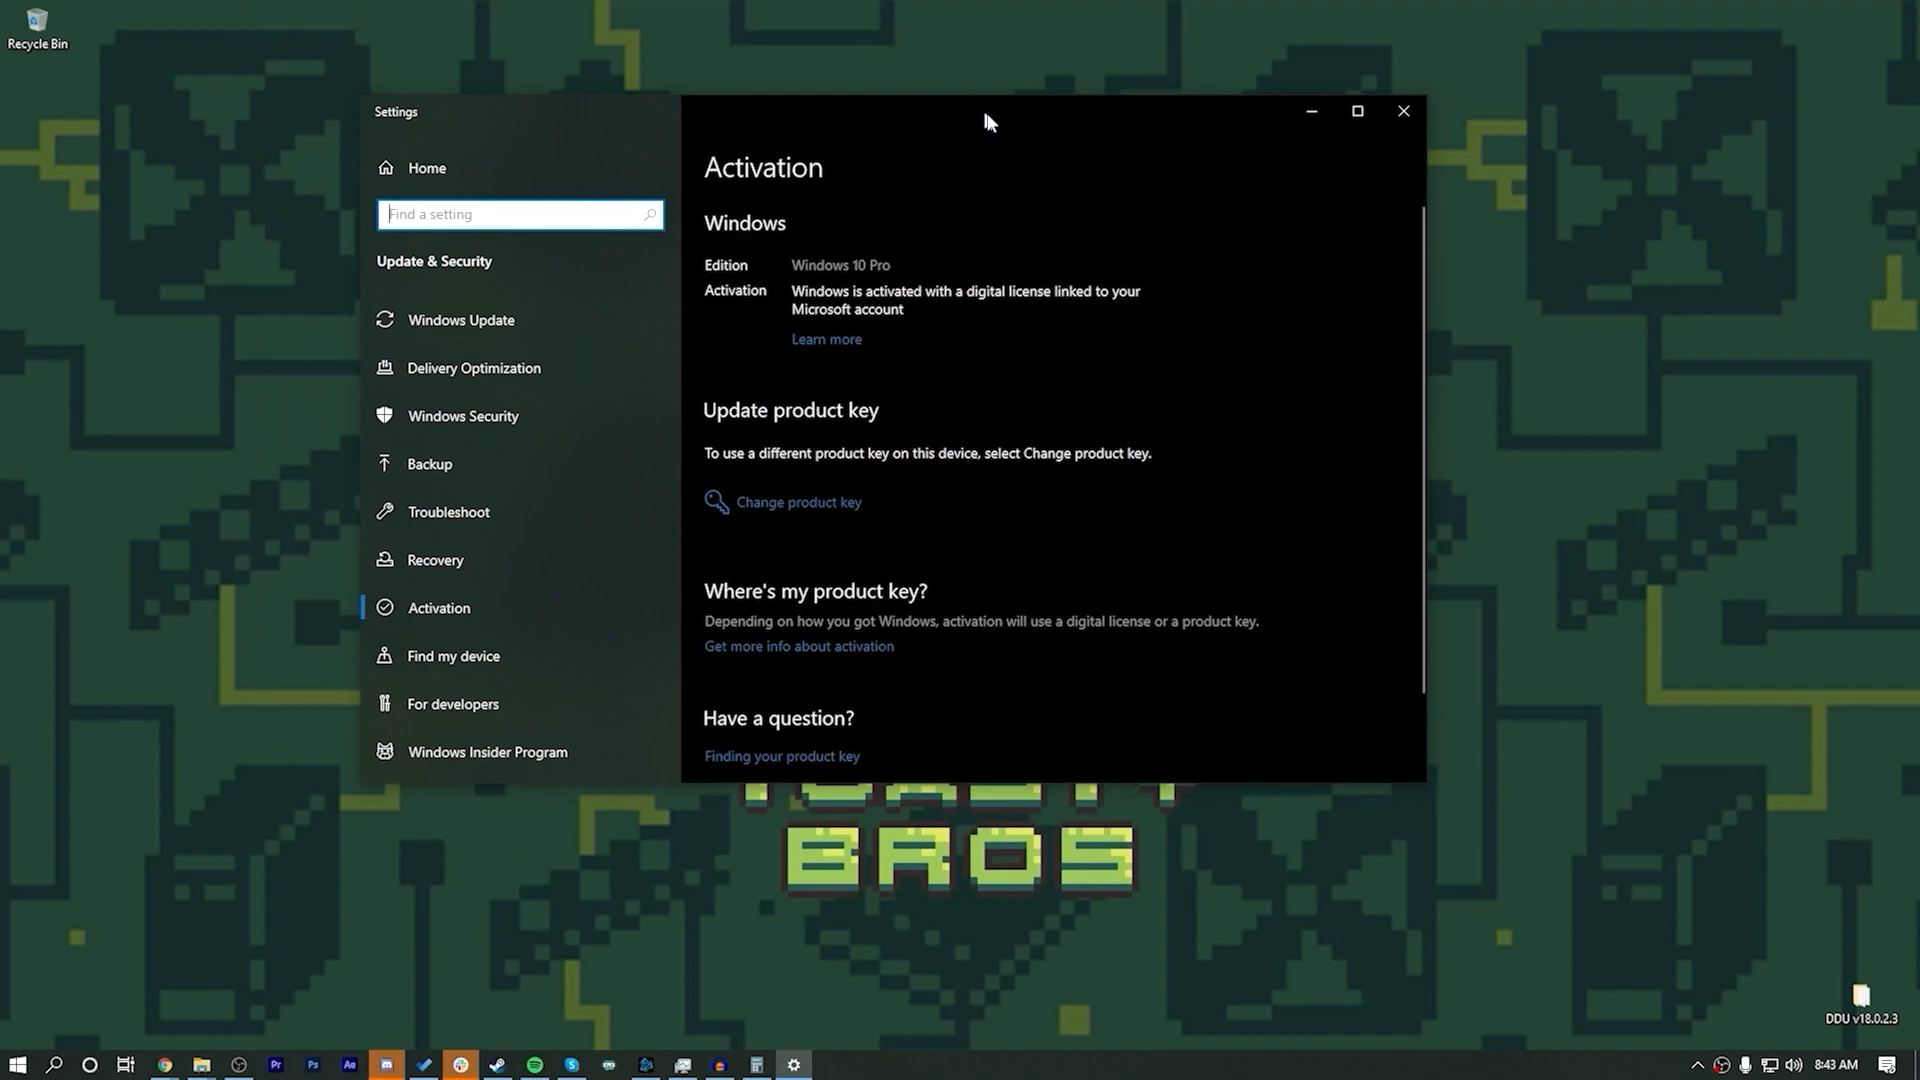 Recycle Bin
Settings
Home
Find a setting
Update & Security
Windows Update
Delivery Optimization
Windows Security
Backup
Troubleshoot
Recovery
Activation
Find my device
For developers
Windows Insider Program
Activation
Windows
Edition Windows 10 Pro
Activation Windows is activated with a digital license linked to your
Microsoft account
Learn more
Update product key
To use a different product key on this device, select Change product key.
Change product key
Where's my product key?
Depending on how you got Windows, activation will use a digital license or a product key.
Get more info about activation
Have a question?
Finding your product key
BROS
DDU v18.0.2.3
Pr Ps Ae
8:43 AM